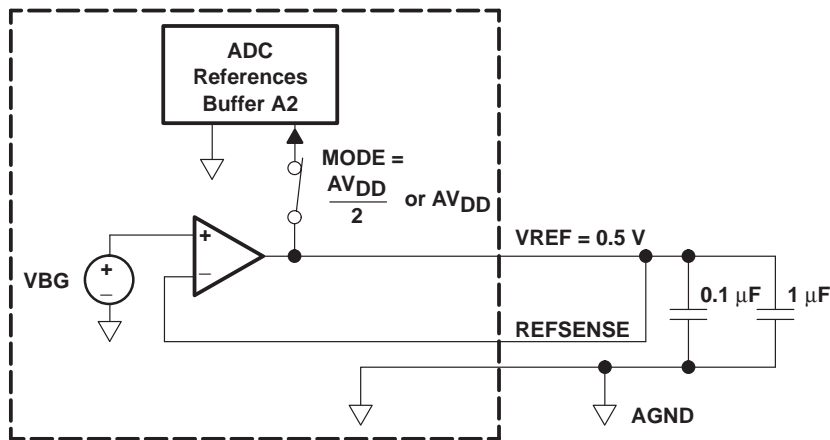 ADC
References
Buffer A2
MODE =
AVDD
2
or AVDD
+
−
VBG
+
−
VREF = 0.5 V
0.1 μF
1 μF
REFSENSE
AGND